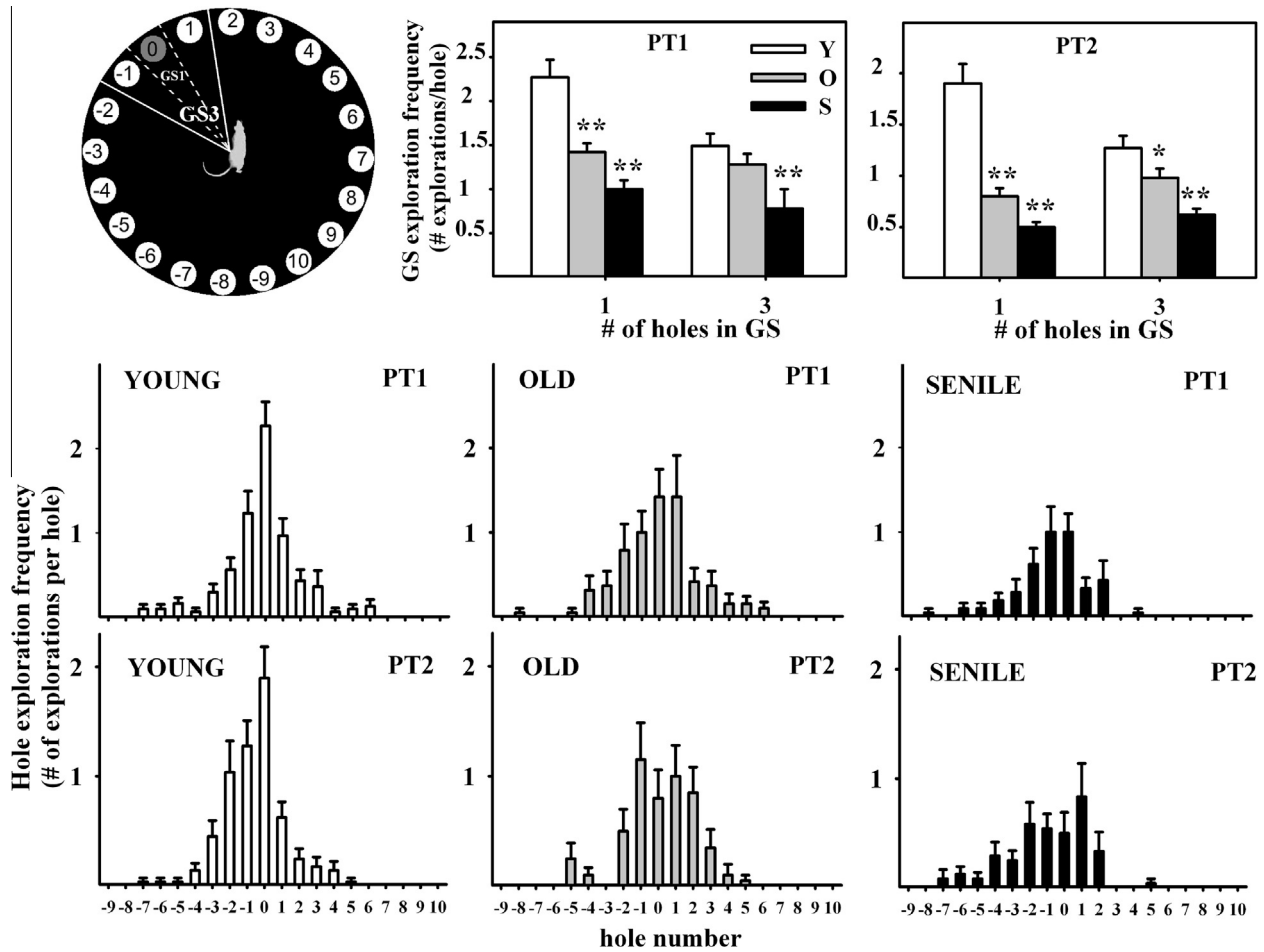 0 1 2 3 4 5 6 7 8 9 10 -9 -8 -7 -6 -5 -4 -3 -2 -1
GS1
GS3
GS exploration frequency
(# explorations/hole)
2.5
2
1.5
1
0.5
PT1
Y
O
S
**
**
**
1 3
# of holes in GS
2
1.5
1
0.5
PT2
**
**
*
**
1 3
# of holes in GS
Hole exploration frequency
(# of explorations per hole)
YOUNG PT1
2
1
OLD PT1
2
1
SENILE PT1
2
1
YOUNG PT2
2
1
-9 -8 -7 -6 -5 -4 -3 -2 -1 0 1 2 3 4 5 6 7 8 9 10
OLD PT2
2
1
-9 -8 -7 -6 -5 -4 -3 -2 -1 0 1 2 3 4 5 6 7 8 9 10
SENILE PT2
2
1
-9 -8 -7 -6 -5 -4 -3 -2 -1 0 1 2 3 4 5 6 7 8 9 10
hole number